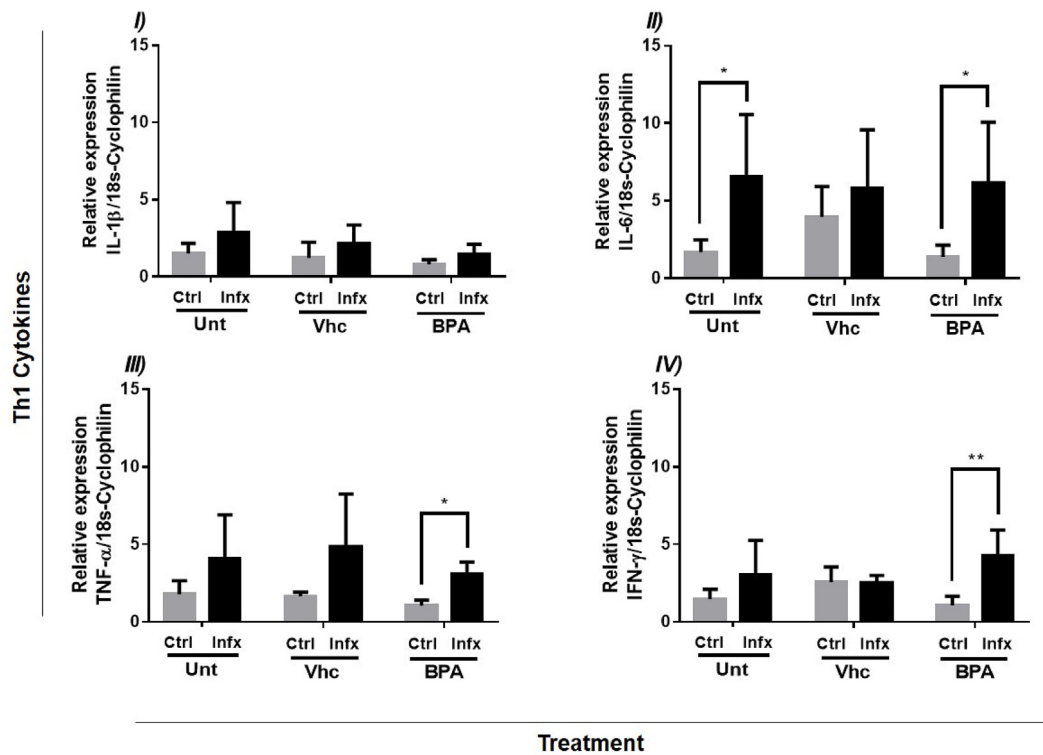 Th1 Cytokines
I)
Relative expression
IL-1β/18s-Cyclophilin
15
10
5
0
Ctrl Infx Ctrl Infx Ctrl Infx
Unt Vhc BPA
II)
Relative expression
IL-6/18s-Cyclophilin
15
10
5
0
* *
Ctrl Infx Ctrl Infx Ctrl Infx
Unt Vhc BPA
III)
Relative expression
TNF-α/18s-Cyclophilin
15
10
5
0
*
Ctrl Infx Ctrl Infx Ctrl Infx
Unt Vhc BPA
IV)
Relative expression
IFN-γ/18s-Cyclophilin
15
10
5
0
**
Ctrl Infx Ctrl Infx Ctrl Infx
Unt Vhc BPA
Treatment